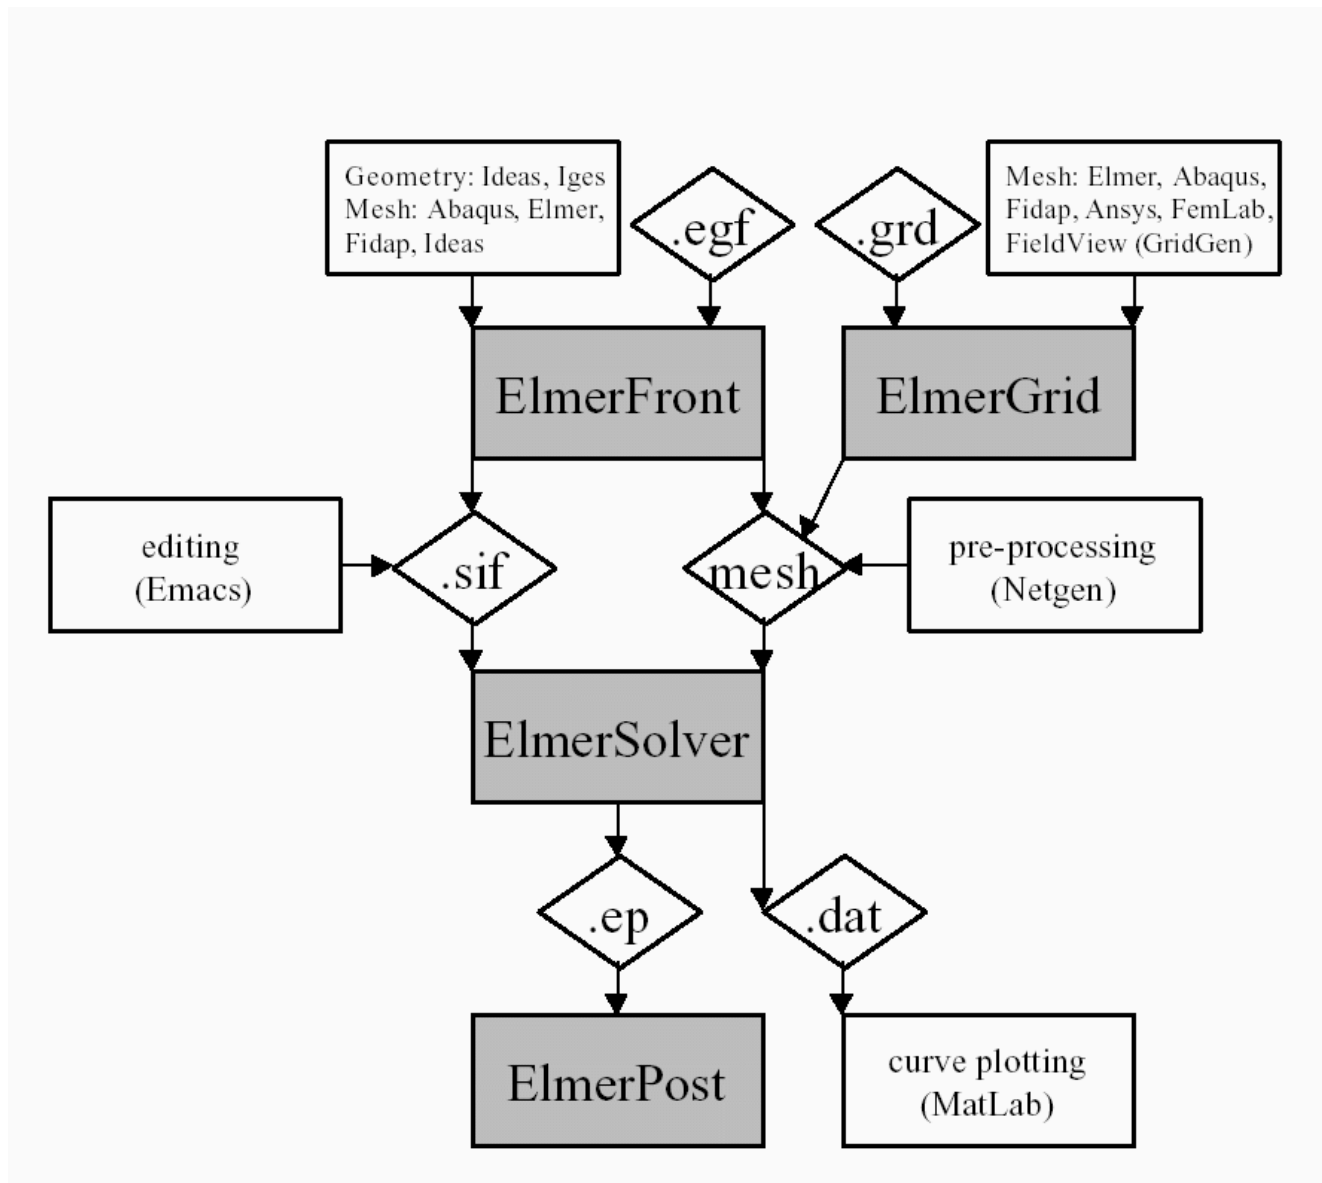 Geometry: Ideas, Iges
Mesh: Abaqus, Elmer,
Fidap, Ideas
.egf
.grd
Mesh: Elmer, Abaqus,
Fidap, Ansys, FemLab,
FieldView (GridGen)
ElmerFront
ElmerGrid
editing
(Emacs)
.sif
mesh
pre-processing
(Netgen)
ElmerSolver
.ep
.dat
ElmerPost
curve plotting
(MatLab)